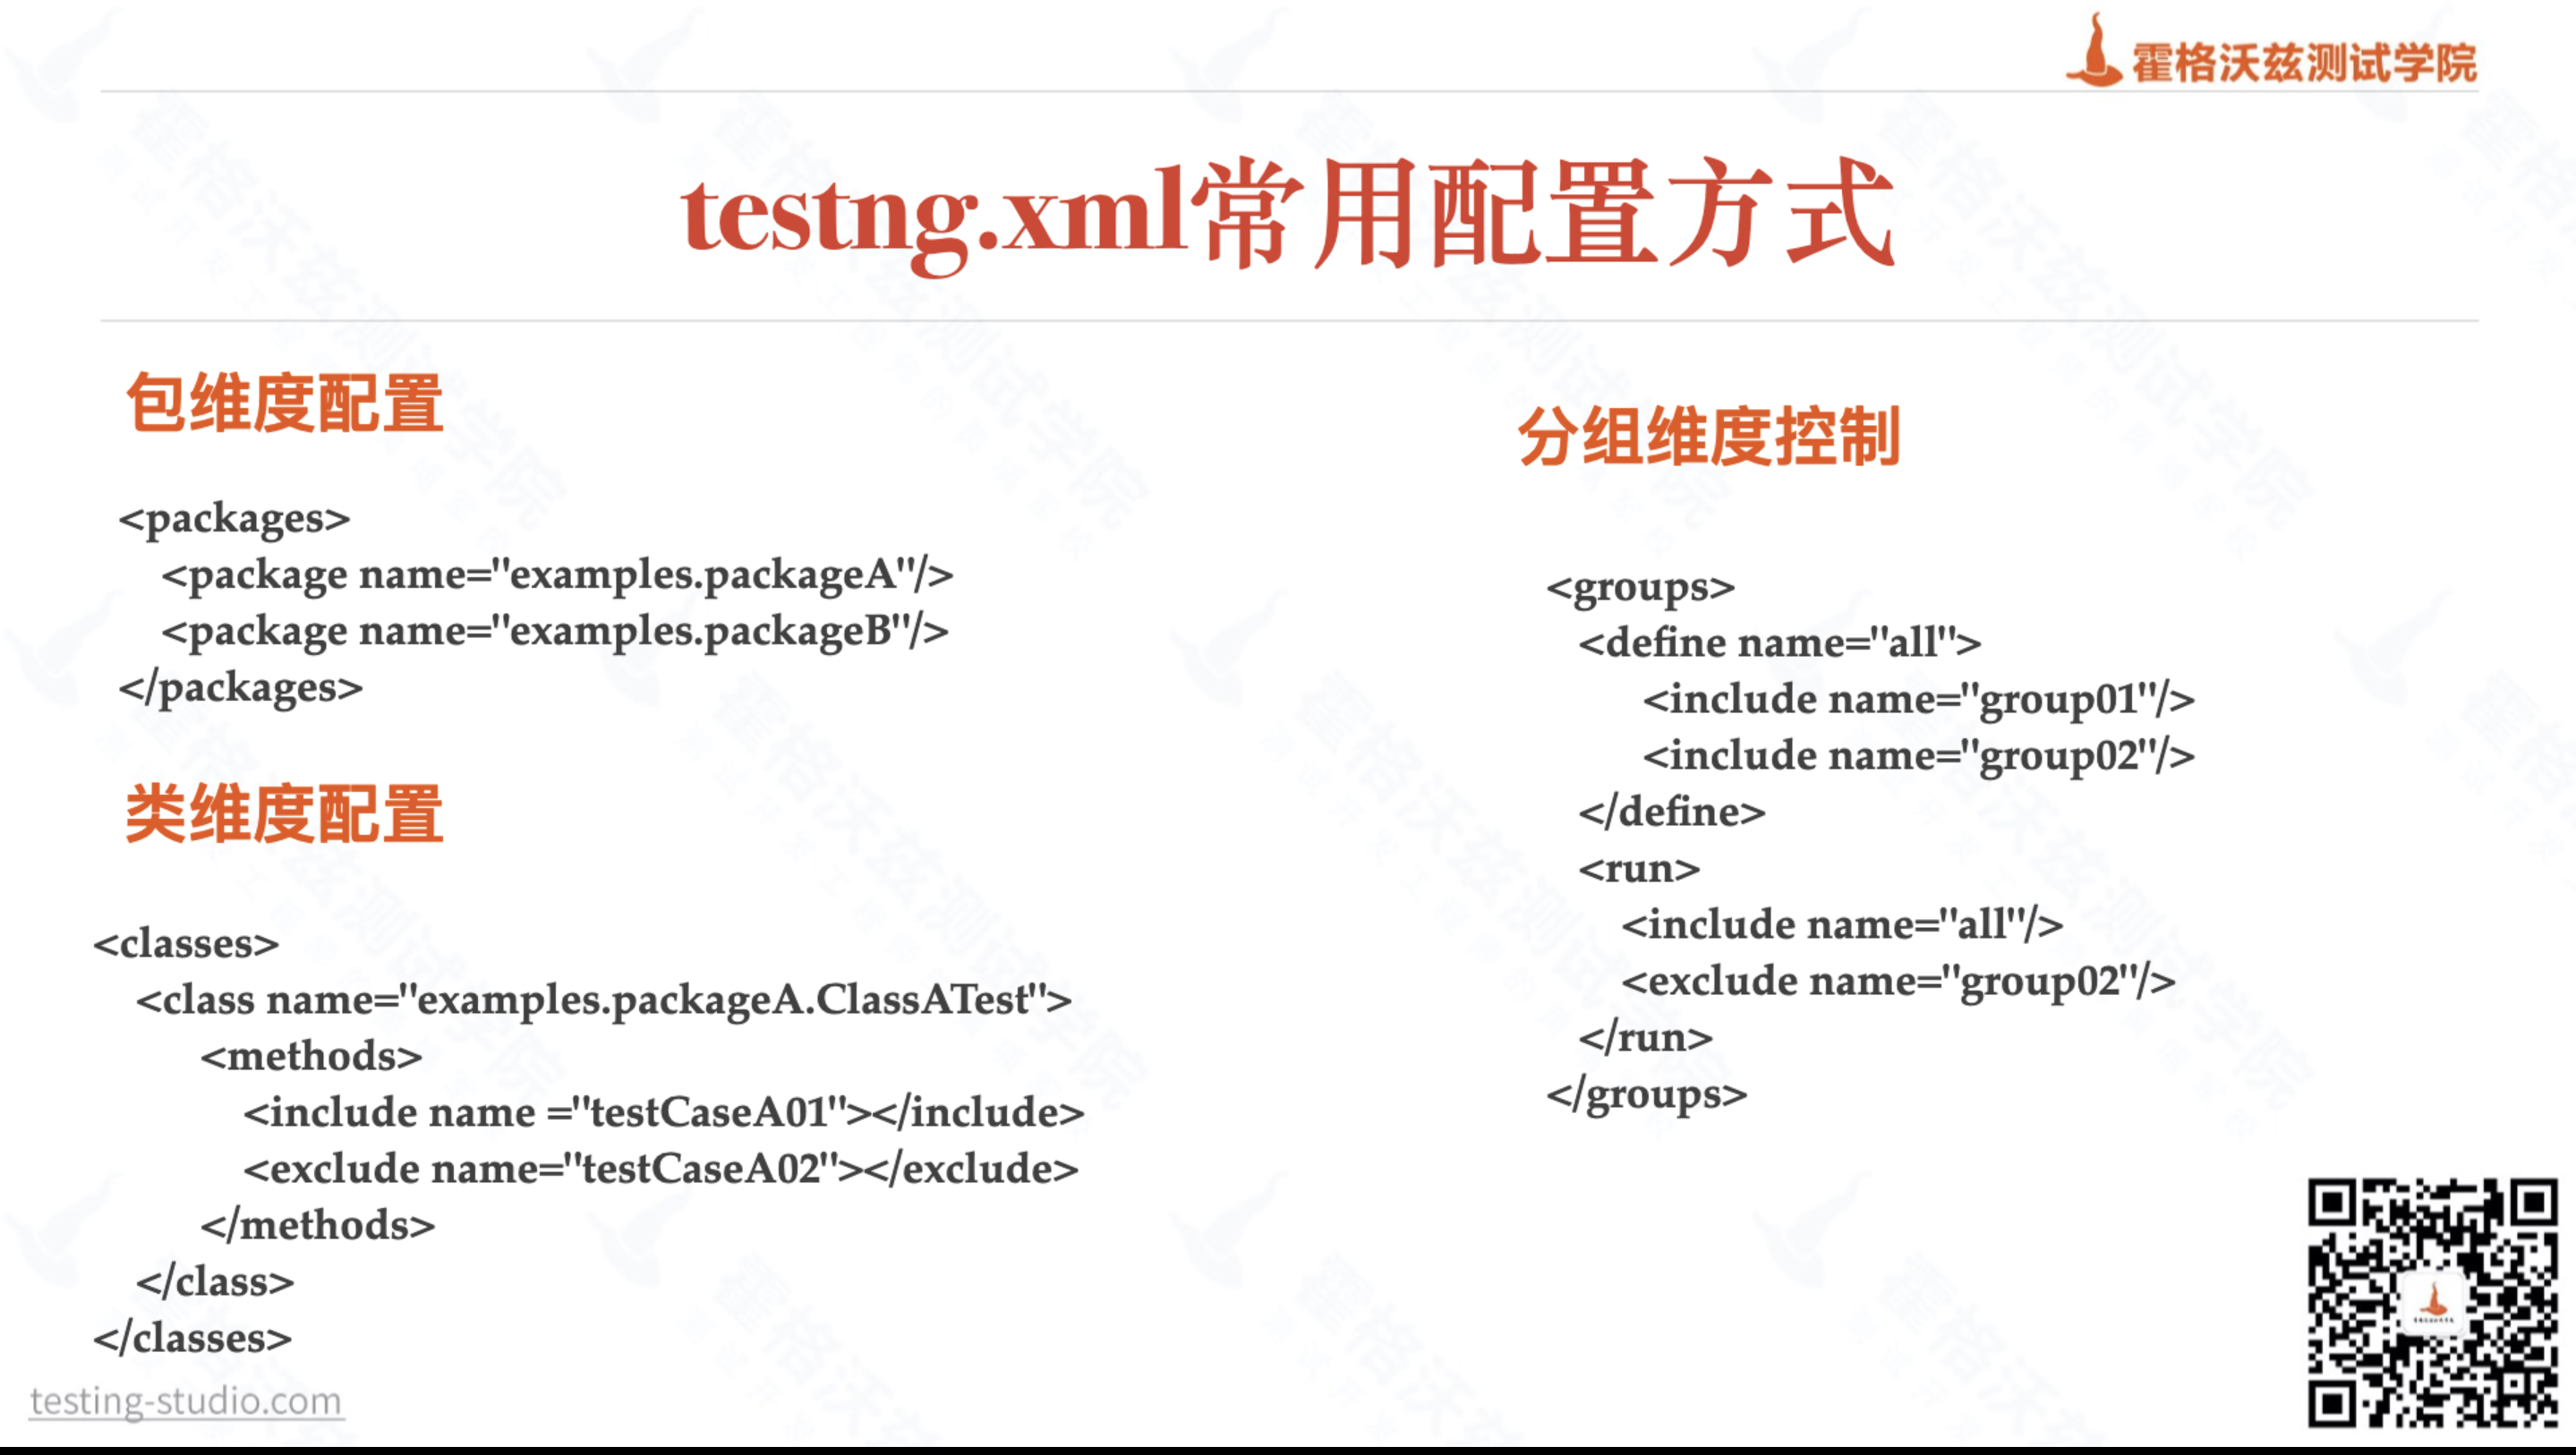 霍格沃兹测试学院
testng.xml常用配置方式
包维度配置
<packages>
<package name="examples.packageA"/>
<package name="examples.packageB"/>
</packages>
类维度配置
<classes>
<class name="examples.packageA.ClassATest">
<methods>
<include name ="testCaseA01"></include>
<exclude name="testCaseA02"></exclude>
</methods>
</class>
</classes>
分组维度控制
<groups>
<define name="all">
<include name="group01"/>
<include name="group02"/>
</define>
<run>
<include name="all"/>
<exclude name="group02"/>
</run>
</groups>
testing-studio.com